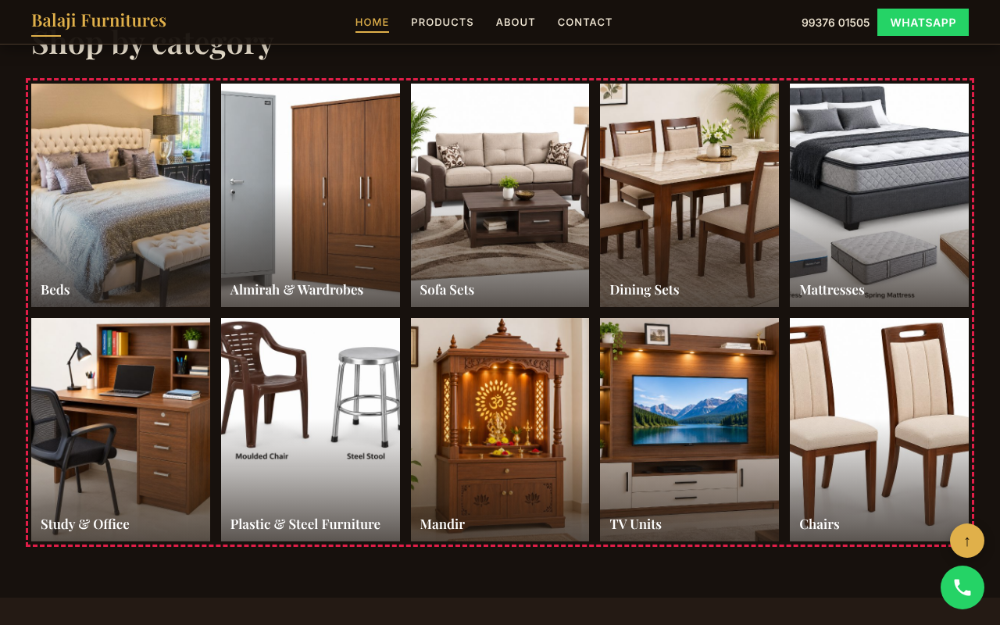 Balaji Furnitures
HOME
PRODUCTS
ABOUT
CONTACT
99376 01505
WHATSAPP
Shop by category
Beds
Almirah & Wardrobes
Sofa Sets
Dining Sets
Spring Mattress
Mattresses
Moulded Chair
Steel Stool
Study & Office
Plastic & Steel Furniture
ॐ
Mandir
TV Units
Chairs
↑